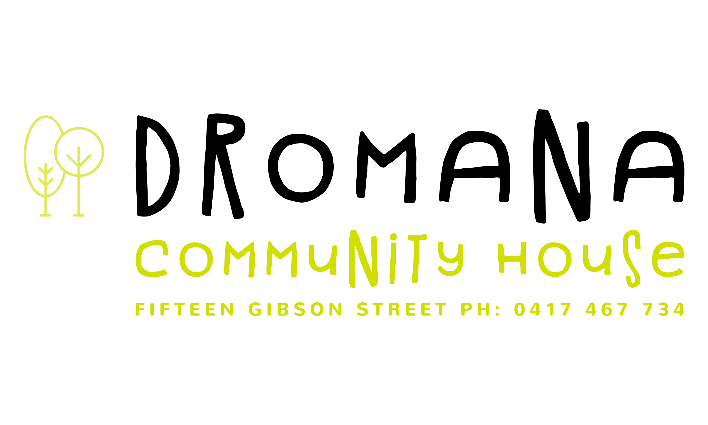 DROMANA
COMMUNITY HOUSE
FIFTEEN GIBSON STREET PH: 0417 467 734